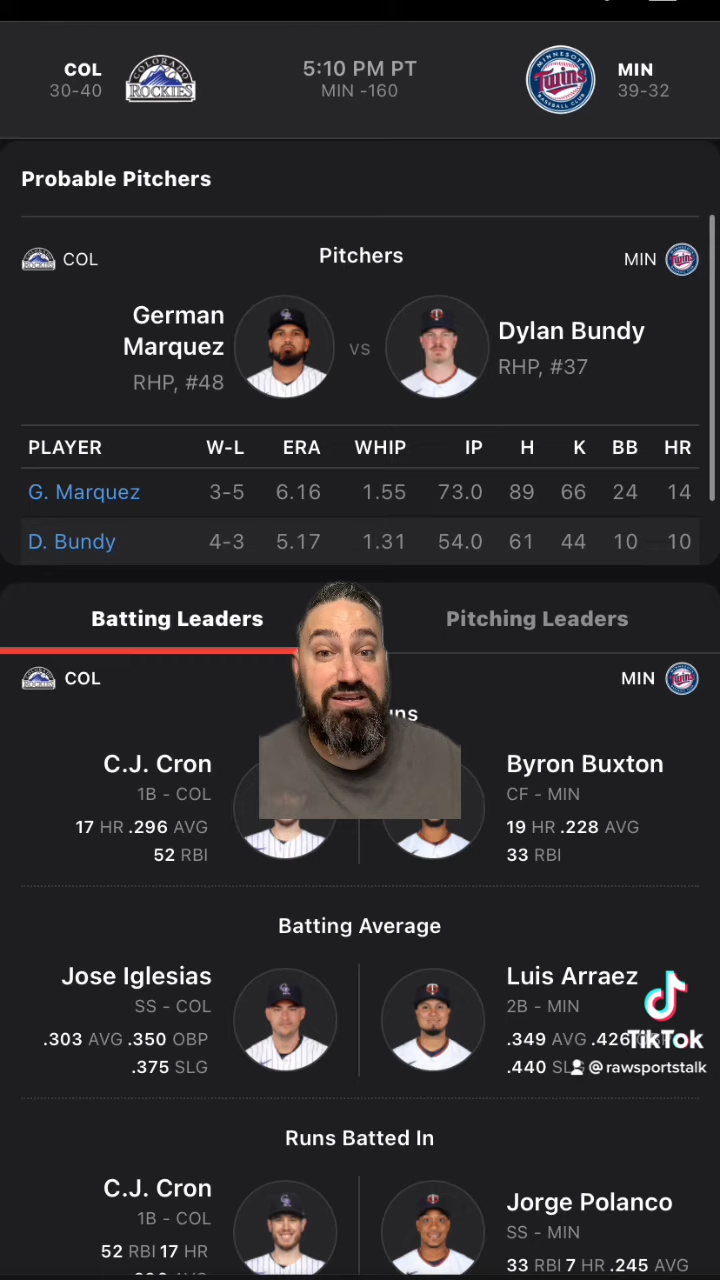 COL
30-40
COLORADO
ROCKIES
5:10 PM PT
MIN -160
MINNESOTA
Twins
BASEBALL CLUB
MIN
39-32
Probable Pitchers
COL
Pitchers
MIN
German
Marquez
RHP, #48
VS
Dylan Bundy
RHP, #37
PLAYER W-L ERA WHIP IP H K BB HR
G. Marquez 3-5 6.16 1.55 73.0 89 66 24 14
D. Bundy 4-3 5.17 1.31 54.0 61 44 10 10
Batting Leaders
Pitching Leaders
COL
MIN
C.J. Cron
1B - COL
17 HR .296 AVG
52 RBI
Byron Buxton
CF - MIN
19 HR .228 AVG
33 RBI
Batting Average
Jose Iglesias
SS - COL
.303 AVG .350 OBP
.375 SLG
Luis Arraez
2B - MIN
.349 AVG .426
.440
TikTok
@rawsportstalk
Runs Batted In
C.J. Cron
1B - COL
52 RBI 17 HR
Jorge Polanco
SS - MIN
33 RBI 7 HR .245 AVG